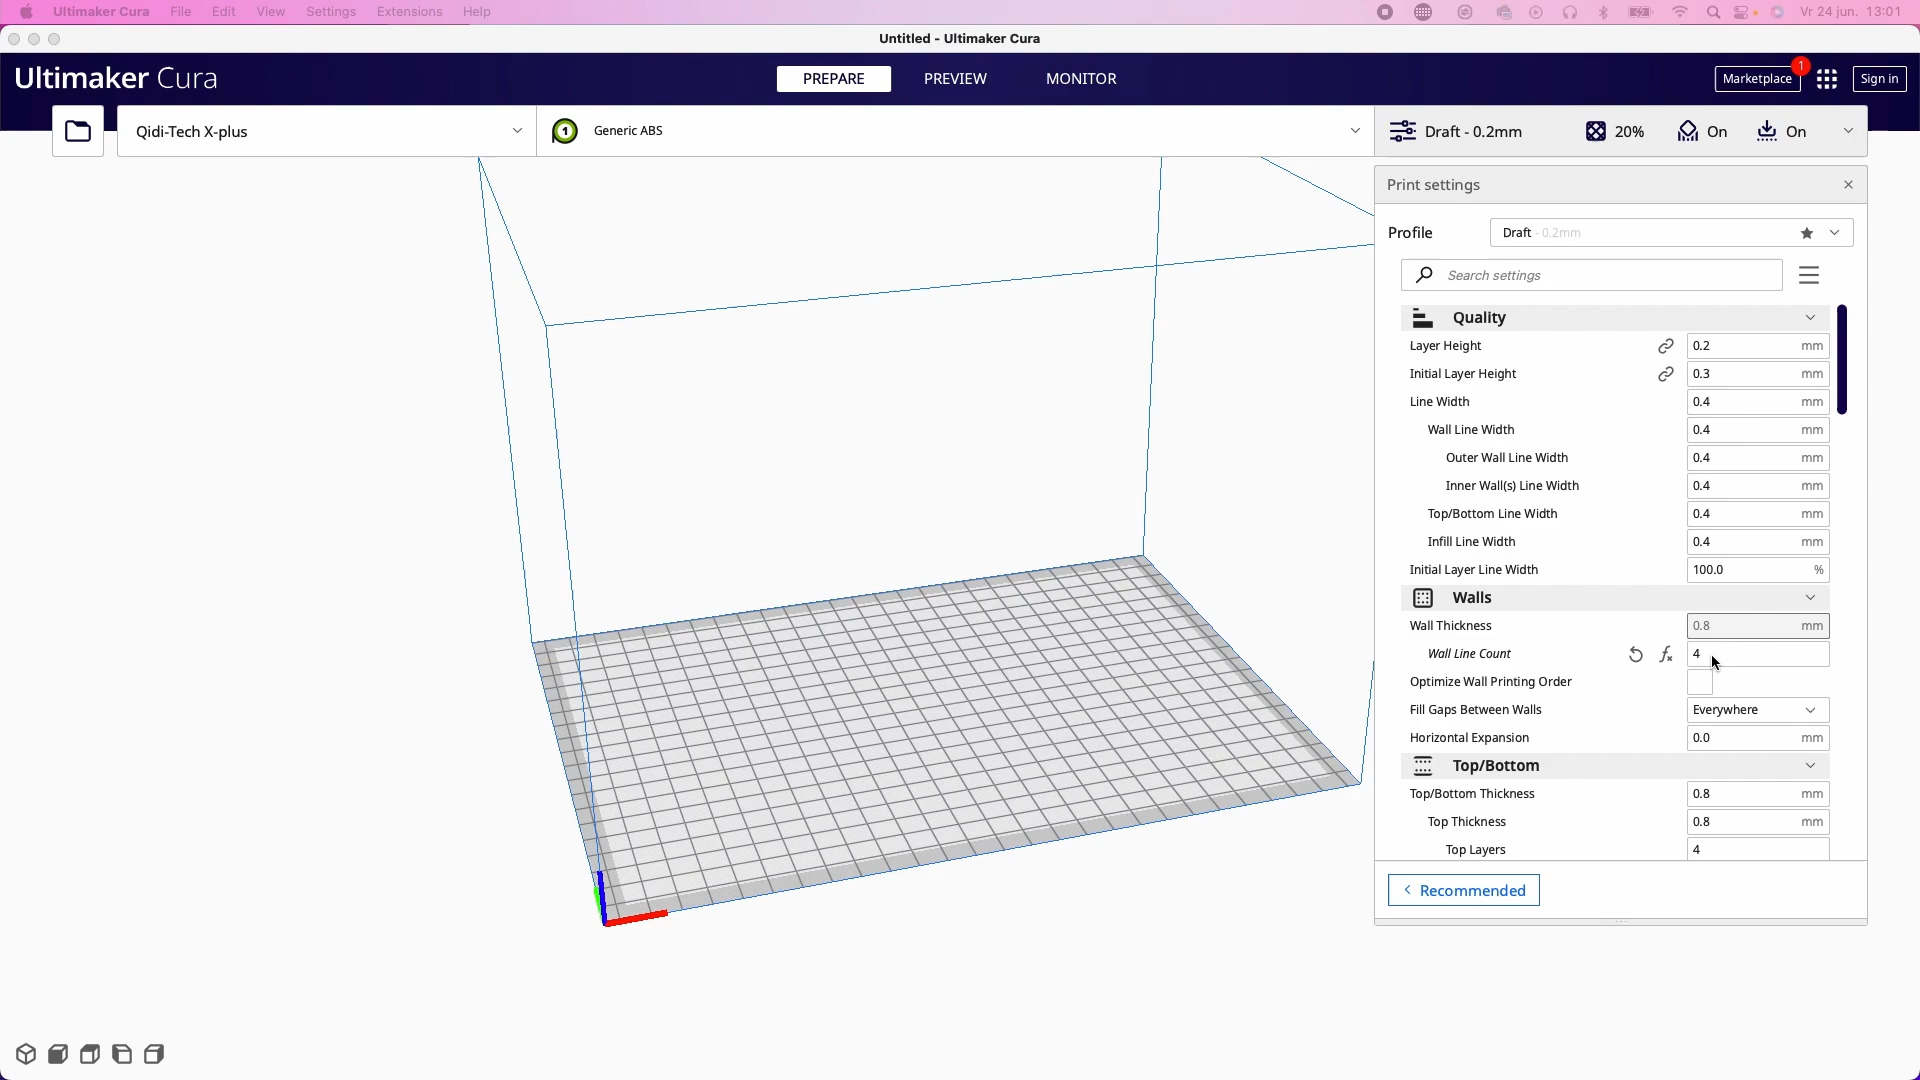 Ultimaker Cura File Edit View Settings Extensions Help Vr 24 jun. 13:01
Untitled - Ultimaker Cura
Ultimaker Cura PREPARE PREVIEW MONITOR Marketplace 1 Sign in
Qidi-Tech X-plus 1 Generic ABS Draft - 0.2mm 20% On On
Print settings
Profile Draft - 0.2mm
Search settings
Quality
Layer Height 0.2 mm
Initial Layer Height 0.3 mm
Line Width 0.4 mm
Wall Line Width 0.4 mm
Outer Wall Line Width 0.4 mm
Inner Wall(s) Line Width 0.4 mm
Top/Bottom Line Width 0.4 mm
Infill Line Width 0.4 mm
Initial Layer Line Width 100.0 %
Walls
Wall Thickness 0.8 mm
Wall Line Count 4
Optimize Wall Printing Order
Fill Gaps Between Walls Everywhere
Horizontal Expansion 0.0 mm
Top/Bottom
Top/Bottom Thickness 0.8 mm
Top Thickness 0.8 mm
Top Layers 4
Recommended